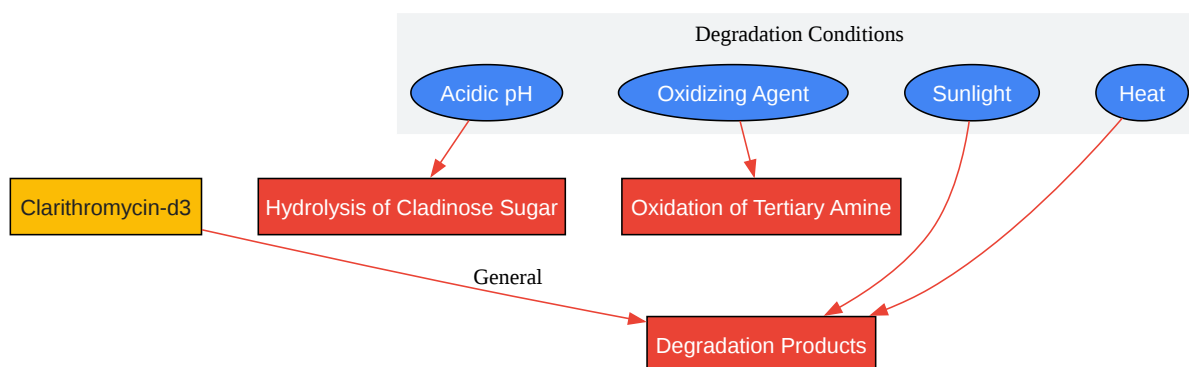 Degradation Conditions
Acidic pH
Oxidizing Agent
Sunlight
Heat
Clarithromycin-d3
Hydrolysis of Cladinose Sugar
Oxidation of Tertiary Amine
General
Degradation Products